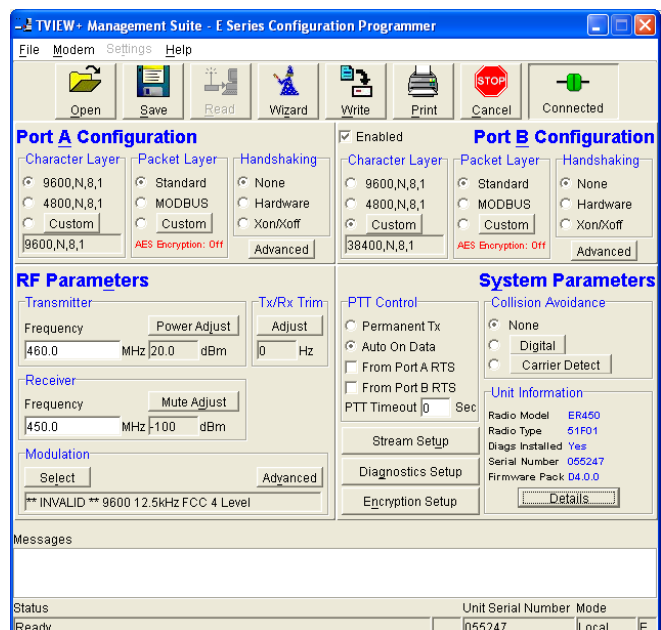 TVIEW+ Management Suite - E Series Configuration Programmer
File Modem Settings Help
Open Save Read Wizard Write Print Cancel Connected
STOP
Port A Configuration
Character Layer Packet Layer Handshaking
9600,N,8,1 Standard None
4800,N,8,1 MODBUS Hardware
Custom Custom Xon/Xoff
9600,N,8,1 AES Encryption: Off Advanced
Enabled Port B Configuration
Character Layer Packet Layer Handshaking
9600,N,8,1 Standard None
4800,N,8,1 MODBUS Hardware
Custom Custom Xon/Xoff
38400,N,8,1 AES Encryption: Off Advanced
RF Parameters
Transmitter Tx/Rx Trim
Frequency Power Adjust Adjust
460.0 MHz 20.0 dBm 0 Hz
Receiver
Frequency Mute Adjust
450.0 MHz -100 dBm
Modulation
Select Advanced
** INVALID ** 9600 12.5kHz FCC 4 Level
System Parameters
PTT Control
Permanent Tx
Auto On Data
From Port A RTS
From Port B RTS
PTT Timeout 0 Sec
Stream Setup
Diagnostics Setup
Encryption Setup
Collision Avoidance
None
Digital
Carrier Detect
Unit Information
Radio Model ER450
Radio Type 51F01
Diags Installed Yes
Serial Number 055247
Firmware Pack D4.0.0
Details
Messages
Status Unit Serial Number Mode
Ready 055247 Local E